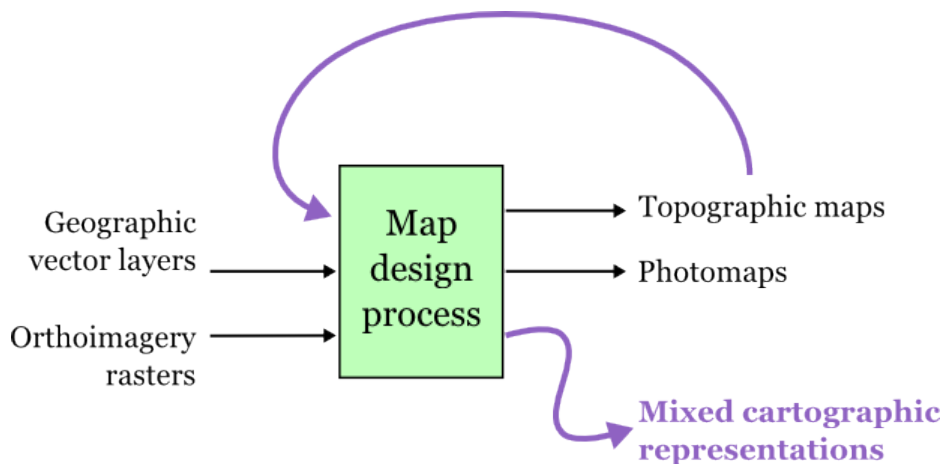 Geographic
vector layers
Orthoimagery
rasters
Map
design
process
Topographic maps
Photomaps
Mixed cartographic
representations